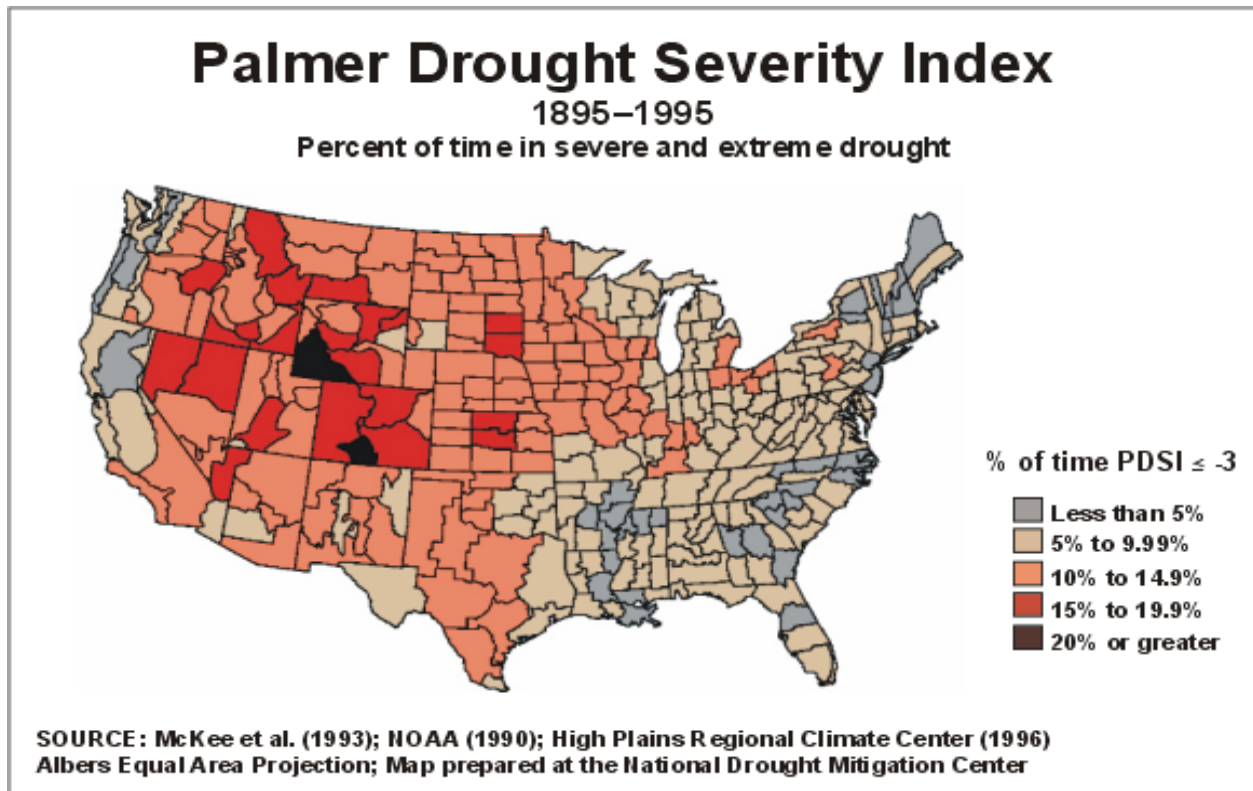 Palmer Drought Severity Index
1895–1995
Percent of time in severe and extreme drought
% of time PDSI ≤ -3
Less than 5%
5% to 9.99%
10% to 14.9%
15% to 19.9%
20% or greater
SOURCE: McKee et al. (1993); NOAA (1990); High Plains Regional Climate Center (1996)
Albers Equal Area Projection; Map prepared at the National Drought Mitigation Center